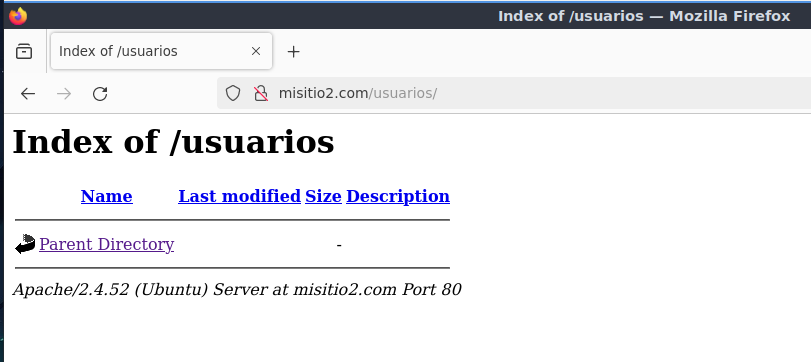 Index of /usuarios — Mozilla Firefox
Index of /usuarios
misitio2.com/usuarios/
Index of /usuarios
Name Last modified Size Description
Parent Directory -
Apache/2.4.52 (Ubuntu) Server at misitio2.com Port 80